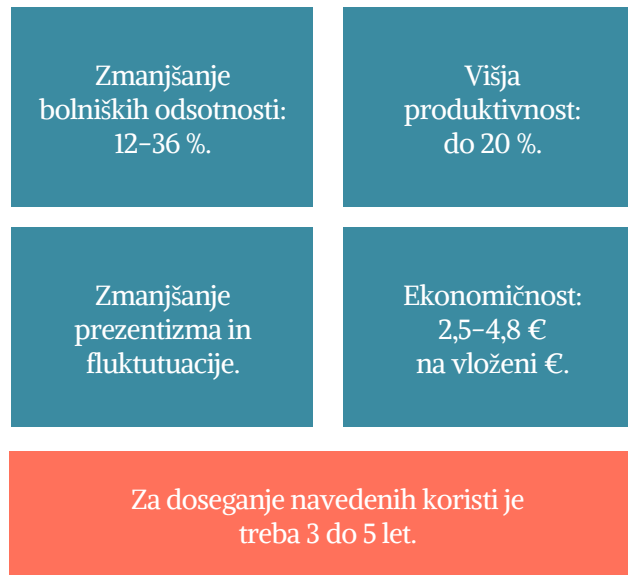 Zmanjšanje
bolniških odsotnosti:
12–36 %.
Višja
produktivnost:
do 20 %.
Zmanjšanje
prezentizma in
fluktutuacije.
Ekonomičnost:
2,5–4,8 €
na vloženi €.
Za doseganje navedenih koristi je
treba 3 do 5 let.